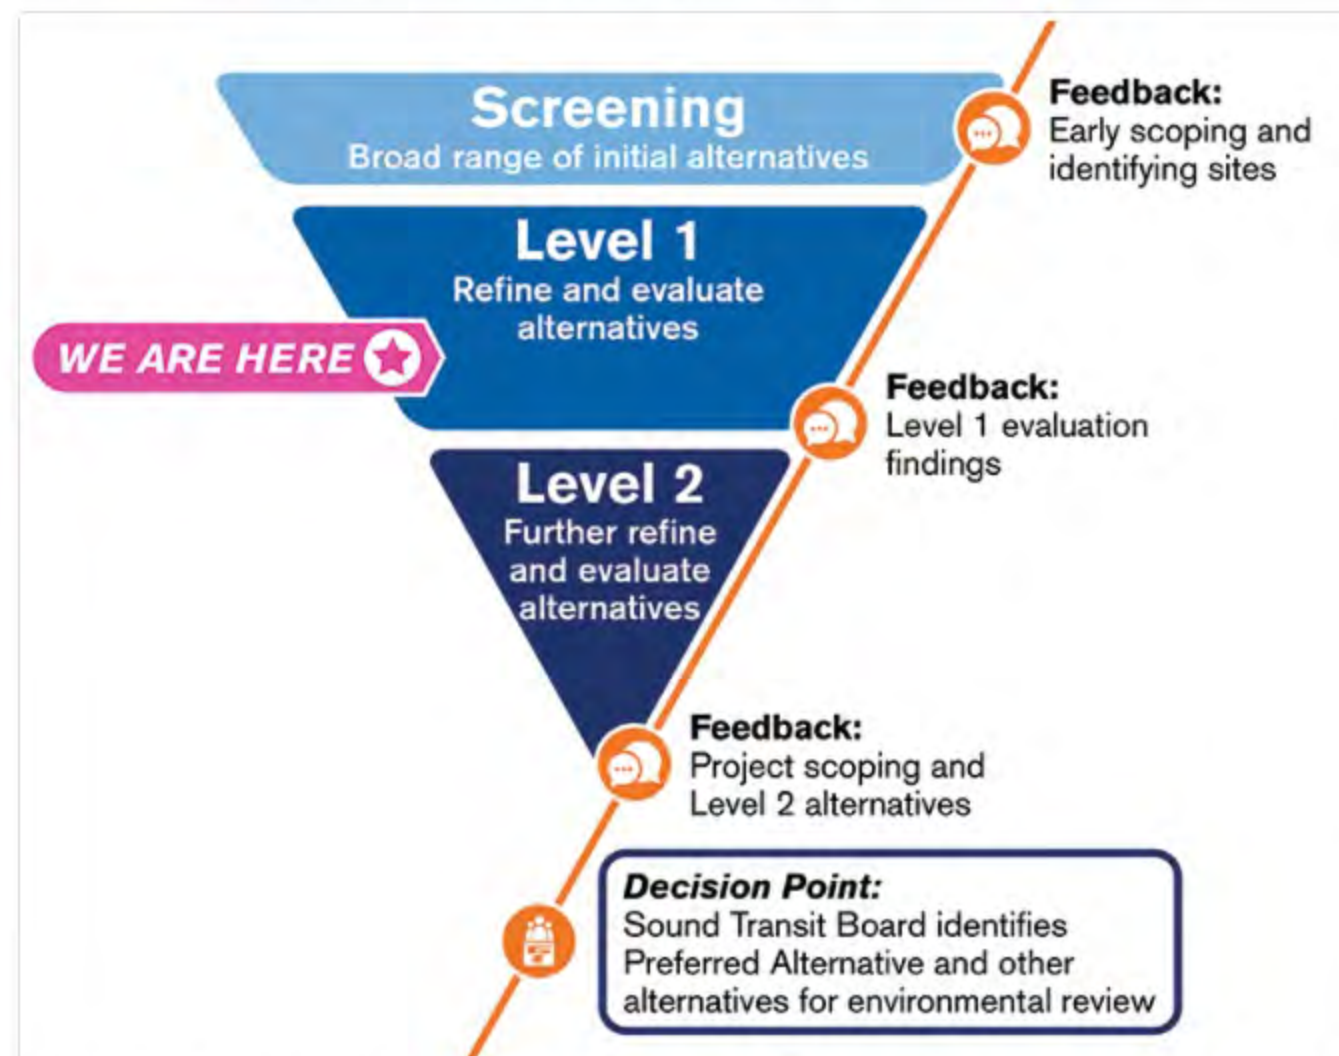 Screening
Broad range of initial alternatives
Feedback:
Early scoping and
identifying sites
Level 1
Refine and evaluate
alternatives
WE ARE HERE
Feedback:
Level 1 evaluation
findings
Level 2
Further refine
and evaluate
alternatives
Feedback:
Project scoping and
Level 2 alternatives
Decision Point:
Sound Transit Board identifies
Preferred Alternative and other
alternatives for environmental review